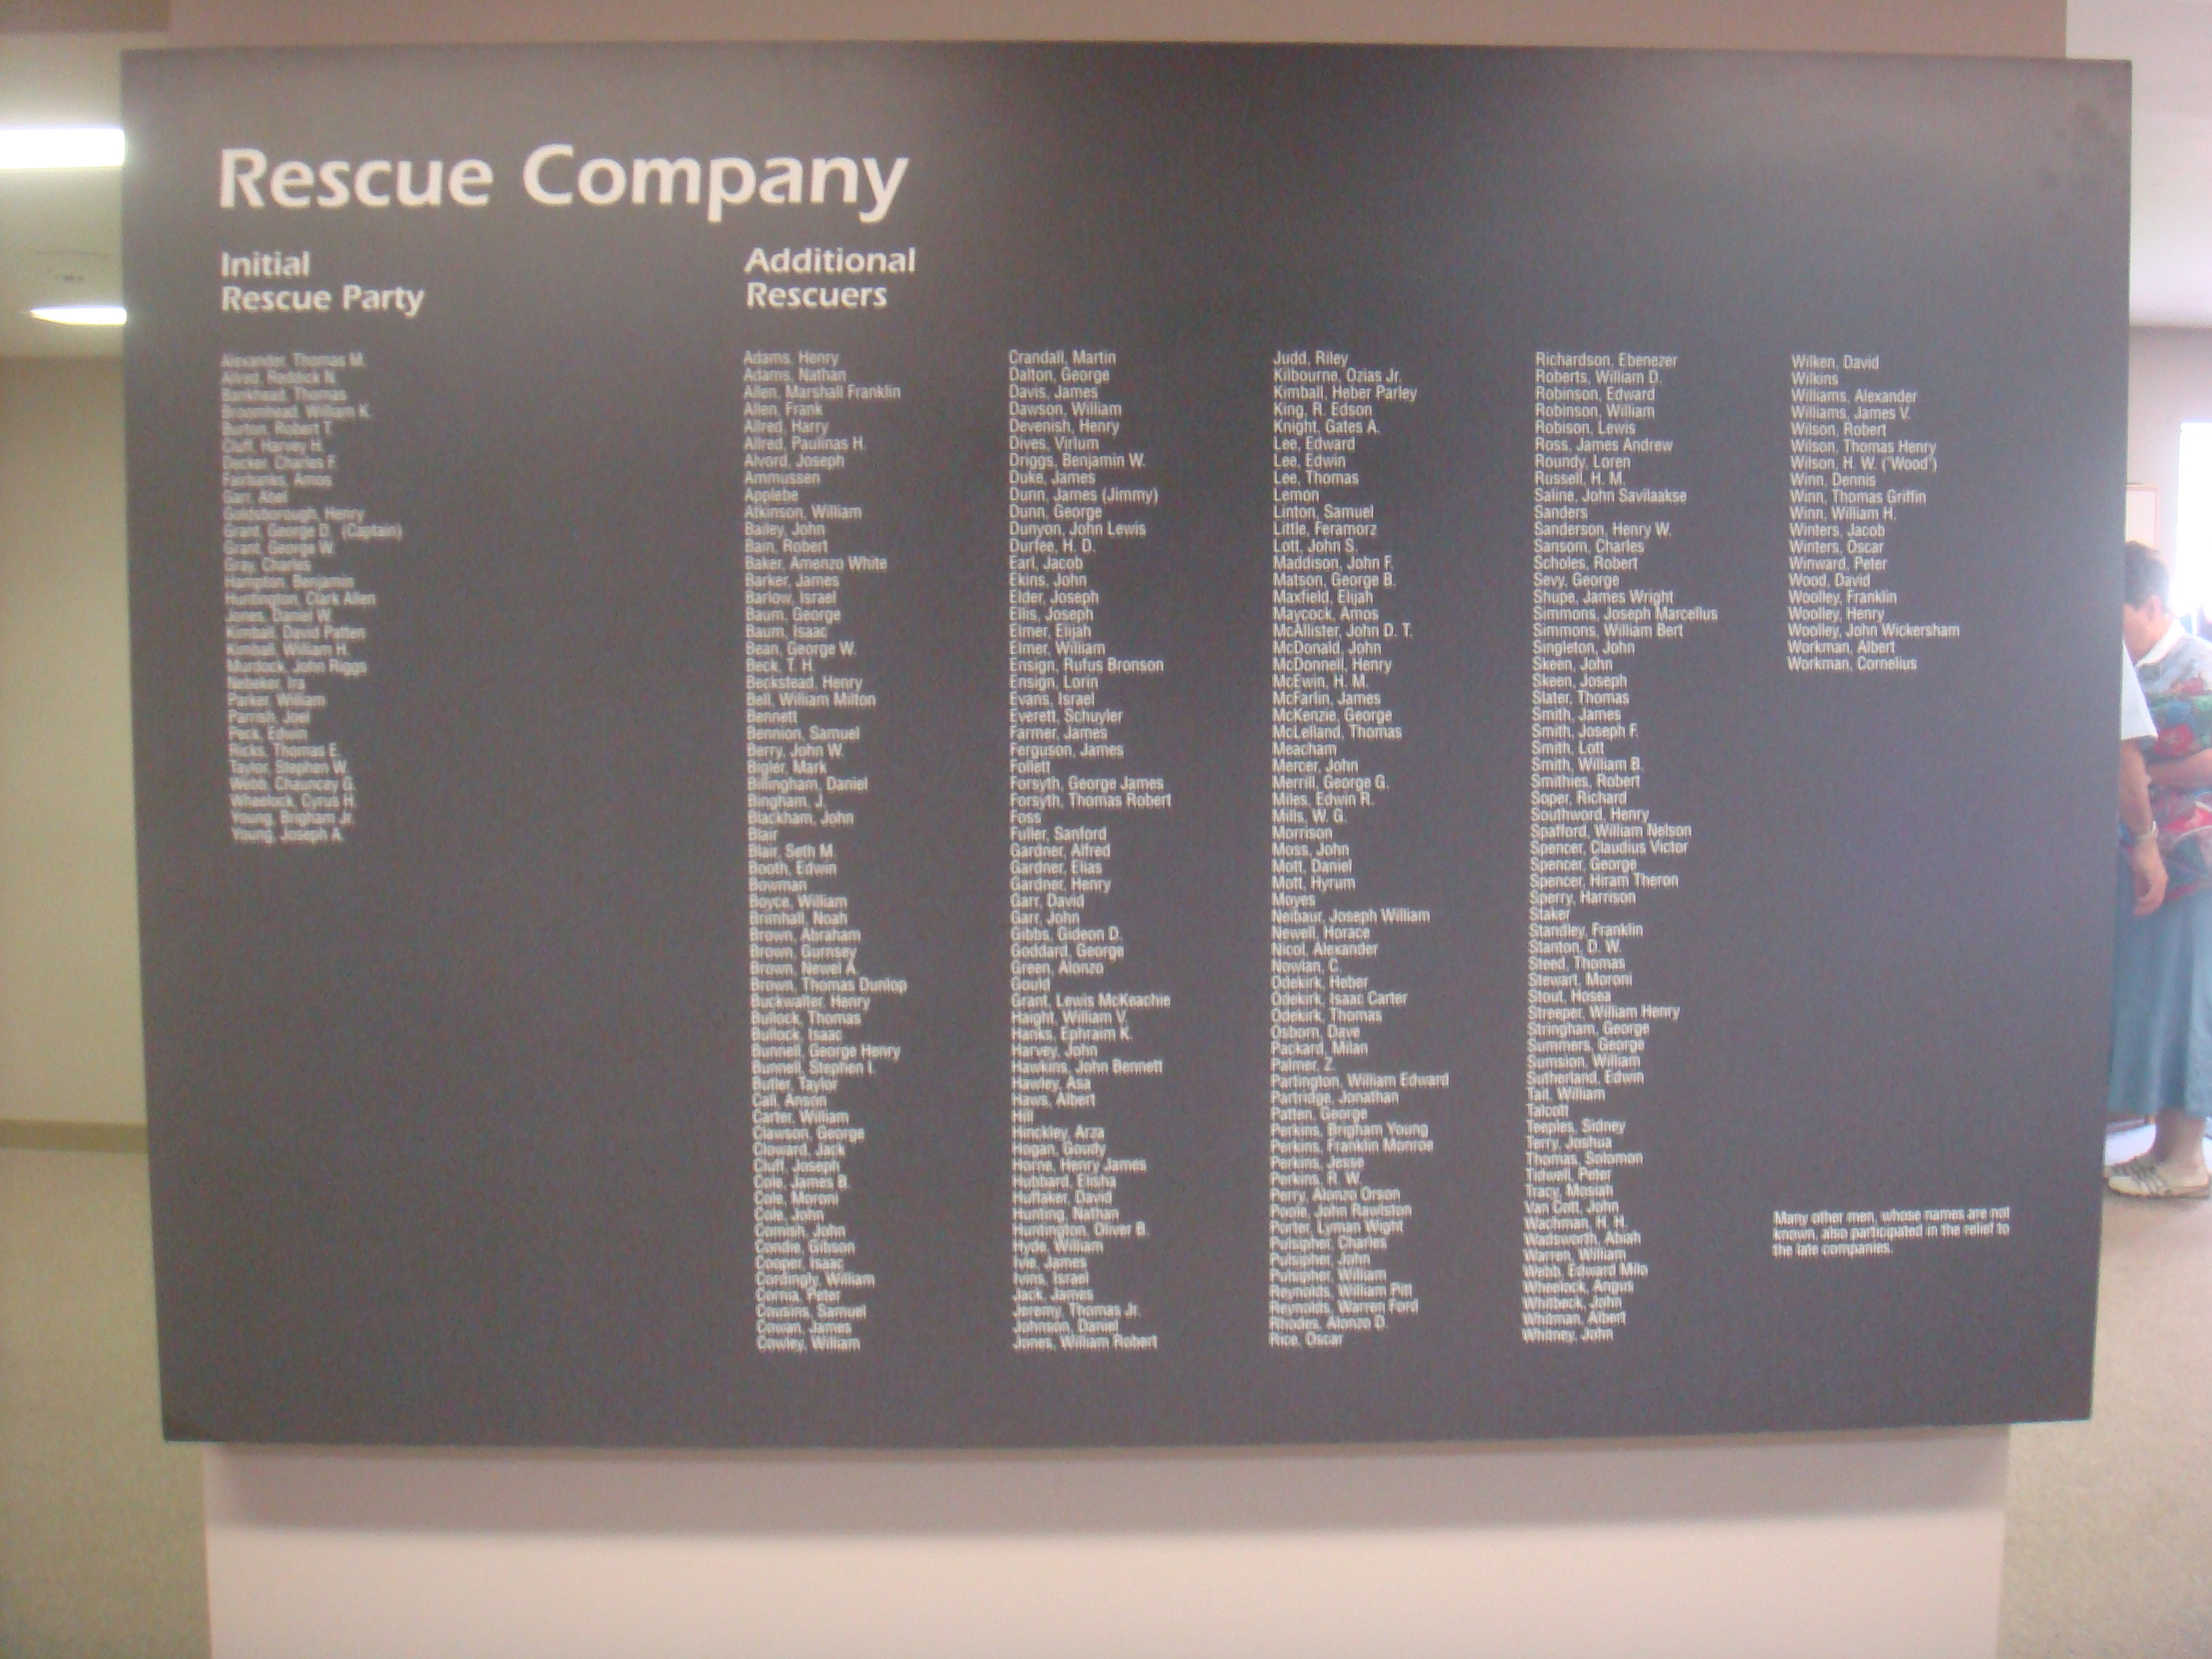 Rescue Company
Initial
Rescue Party
Alexander, Thomas M.
Allred, Reddick N.
Bankhead, Thomas
Broomhead, William K.
Burton, Robert T.
Cluff, Harvey H.
Decker, Charles F.
Fairbanks, Amos
Garr, Abel
Goldsborough, Henry
Grant, George D. (Captain)
Grant, George W.
Gray, Charles
Hampton, Benjamin
Huntington, Clark Allen
Jones, Daniel W.
Kimball, David Patten
Kimball, William H.
Murdock, John Riggs
Nebeker, Ira
Parker, William
Parrish, Joel
Peck, Edwin
Ricks, Thomas E.
Taylor, Stephen W.
Webb, Chauncey G.
Wheelock, Cyrus H.
Young, Brigham Jr.
Young, Joseph A.
Additional
Rescuers
Adams, Henry
Adams, Nathan
Allen, Marshall Franklin
Allen, Frank
Allred, Harry
Allred, Paulinas H.
Alvord, Joseph
Ammussen
Applebe
Atkinson, William
Bailey, John
Bain, Robert
Baker, Amenzo White
Barker, James
Barlow, Israel
Baum, George
Baum, Isaac
Bean, George W.
Beck, T. H.
Beckstead, Henry
Bell, William Milton
Bennett
Bennion, Samuel
Berry, John W.
Bigler, Mark
Billingham, Daniel
Bingham, J.
Blackham, John
Blair
Blair, Seth M.
Booth, Edwin
Bowman
Boyce, William
Brimhall, Noah
Brown, Abraham
Brown, Gurnsey
Brown, Newel A.
Brown, Thomas Dunlop
Buckwalter, Henry
Bullock, Thomas
Bullock, Isaac
Bunnell, George Henry
Bunnell, Stephen I.
Butler, Taylor
Call, Anson
Carter, William
Clawson, George
Cloward, Jack
Cluff, Joseph
Cole, James B.
Cole, Moroni
Cole, John
Comish, John
Condie, Gibson
Cooper, Isaac
Cordingly, William
Cornia, Peter
Cousins, Samuel
Cowan, James
Cowley, William
Crandall, Martin
Dalton, George
Davis, James
Dawson, William
Devenish, Henry
Dives, Virlum
Driggs, Benjamin W.
Duke, James
Dunn, James (Jimmy)
Dunn, George
Dunyon, John Lewis
Durfee, H. D.
Earl, Jacob
Ekins, John
Elder, Joseph
Ellis, Joseph
Elmer, Elijah
Elmer, William
Ensign, Rufus Bronson
Ensign, Lorin
Evans, Israel
Everett, Schuyler
Farmer, James
Ferguson, James
Follett
Forsyth, George James
Forsyth, Thomas Robert
Foss
Fuller, Sanford
Gardner, Alfred
Gardner, Elias
Gardner, Henry
Garr, David
Garr, John
Gibbs, Gideon D.
Goddard, George
Green, Alonzo
Gould
Grant, Lewis McKeachie
Haight, William V.
Hanks, Ephraim K.
Harvey, John
Hawkins, John Bennett
Hawley, Asa
Haws, Albert
Hill
Hinckley, Arza
Hogan, Goudy
Horne, Henry James
Hubbard, Elisha
Huffaker, David
Hunting, Nathan
Huntington, Oliver B.
Hyde, William
Ivie, James
Ivins, Israel
Jack, James
Jeremy, Thomas Jr.
Johnson, Daniel
Jones, William Robert
Judd, Riley
Kilbourne, Ozias Jr.
Kimball, Heber Parley
King, R. Edson
Knight, Gates A.
Lee, Edward
Lee, Edwin
Lee, Thomas
Lemon
Linton, Samuel
Little, Feramorz
Lott, John S.
Maddison, John F.
Matson, George B.
Maxfield, Elijah
Maycock, Amos
McAllister, John D. T.
McDonald, John
McDonnell, Henry
McEwin, H. M.
McFarlin, James
McKenzie, George
McLelland, Thomas
Meacham
Mercer, John
Merrill, George G.
Miles, Edwin R.
Mills, W. G.
Morrison
Moss, John
Mott, Daniel
Mott, Hyrum
Moyes
Neibaur, Joseph William
Newell, Horace
Nicol, Alexander
Nowlan, C.
Odekirk, Heber
Odekirk, Isaac Carter
Odekirk, Thomas
Osborn, Dave
Packard, Milan
Palmer, Z.
Partington, William Edward
Partridge, Jonathan
Patten, George
Perkins, Brigham Young
Perkins, Franklin Monroe
Perkins, Jesse
Perkins, R. W.
Perry, Alonzo Orson
Poole, John Rawlston
Porter, Lyman Wight
Pulsipher, Charles
Pulsipher, John
Pulsipher, William
Reynolds, William Pitt
Reynolds, Warren Ford
Rhodes, Alonzo D.
Rice, Oscar
Richardson, Ebenezer
Roberts, William D.
Robinson, Edward
Robinson, William
Robison, Lewis
Ross, James Andrew
Roundy, Loren
Russell, H. M.
Saline, John Savilaakse
Sanders
Sanderson, Henry W.
Sansom, Charles
Scholes, Robert
Sevy, George
Shupe, James Wright
Simmons, Joseph Marcellus
Simmons, William Bert
Singleton, John
Skeen, John
Skeen, Joseph
Slater, Thomas
Smith, James
Smith, Joseph F.
Smith, Lott
Smith, William B.
Smithies, Robert
Soper, Richard
Southword, Henry
Spafford, William Nelson
Spencer, Claudius Victor
Spencer, George
Spencer, Hiram Theron
Sperry, Harrison
Staker
Standley, Franklin
Stanton, D. W.
Steed, Thomas
Stewart, Moroni
Stout, Hosea
Streeper, William Henry
Stringham, George
Summers, George
Sumsion, William
Sutherland, Edwin
Tait, William
Talcott
Teeples, Sidney
Terry, Joshua
Thomas, Solomon
Tidwell, Peter
Tracy, Mosiah
Van Cott, John
Wachman, H. H.
Wadsworth, Abiah
Warren, William
Webb, Edward Milo
Wheelock, Angus
Whitbeck, John
Whitman, Albert
Whitney, John
Wilken, David
Wilkins
Williams, Alexander
Williams, James V.
Wilson, Robert
Wilson, Thomas Henry
Wilson, H. W. ("Wood")
Winn, Dennis
Winn, Thomas Griffin
Winn, William H.
Winters, Jacob
Winters, Oscar
Winward, Peter
Wood, David
Woolley, Franklin
Woolley, Henry
Woolley, John Wickersham
Workman, Albert
Workman, Cornelius
Many other men, whose names are not
known, also participated in the relief to
the late companies.